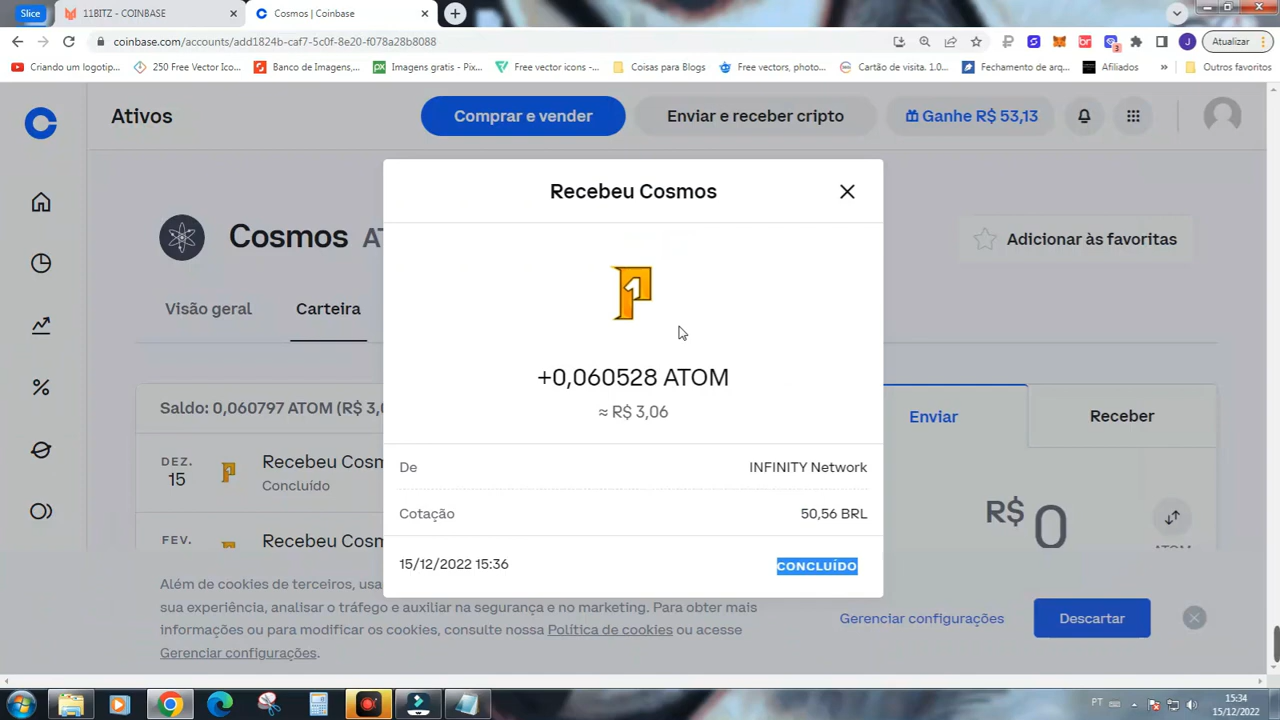 Slice
11BITZ - COINBASE
Cosmos | Coinbase
coinbase.com/accounts/add1824b-caf7-5c0f-8e20-f078a28b8088
Atualizar
Criando um logotip...
250 Free Vector Ico...
Banco de Imagens,...
Imagens gratis - Pix...
Free vector icons -...
Coisas para Blogs
Free vectors, photo...
Cartão de visita. 1.0...
Fechamento de arq...
Afiliados
»
Outros favoritos
Ativos
Comprar e vender
Enviar e receber cripto
Ganhe R$ 53,13
Recebeu Cosmos
Cosmos AT
Adicionar às favoritas
Visão geral
Carteira
+0,060528 ATOM
≈ R$ 3,06
Saldo: 0,060797 ATOM (R$ 3,0
Enviar
Receber
DEZ.
15
Recebeu Cosm
Concluído
De
INFINITY Network
Cotação
50,56 BRL
R$ 0
ATOM
FEV.
Recebeu Cosm
15/12/2022 15:36
CONCLUÍDO
Além de cookies de terceiros, usa
sua experiência, analisar o tráfego e auxiliar na segurança e no marketing. Para obter mais
informações ou para modificar os cookies, consulte nossa Política de cookies ou acesse
Gerenciar configurações.
Gerenciar configurações
Descartar
PT
15:34
15/12/2022